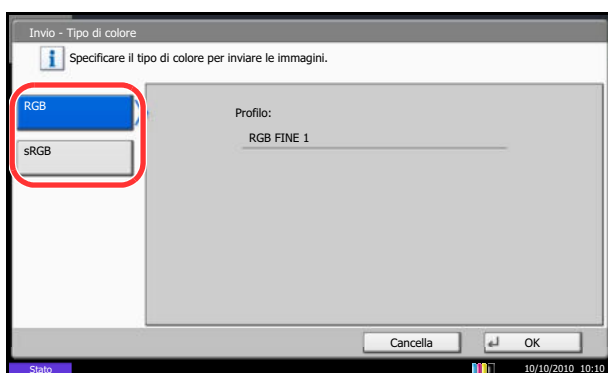 Invio - Tipo di colore
Specificare il tipo di colore per inviare le immagini.
RGB
Profilo:
RGB FINE 1
sRGB
Cancella
OK
Stato
10/10/2010 10:10